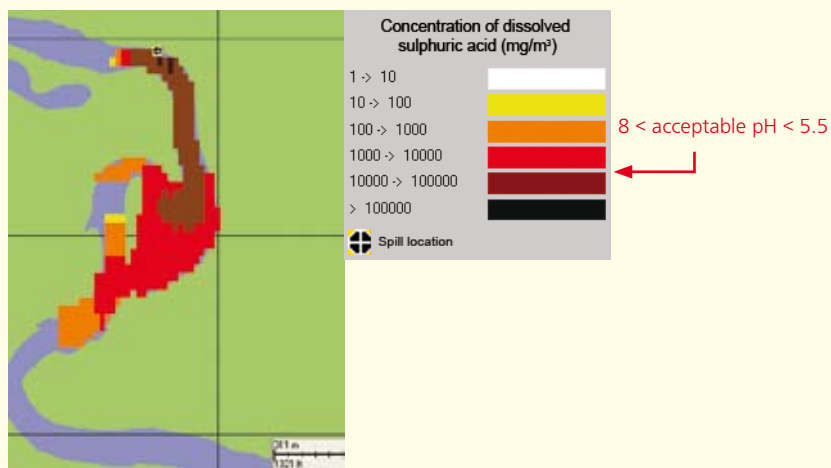 Concentration of dissolved
sulphuric acid (mg/m³)
1 -> 10
10 -> 100
100 -> 1000
1000 -> 10000
10000 -> 100000
> 100000
Spill location
8 < acceptable pH < 5.5